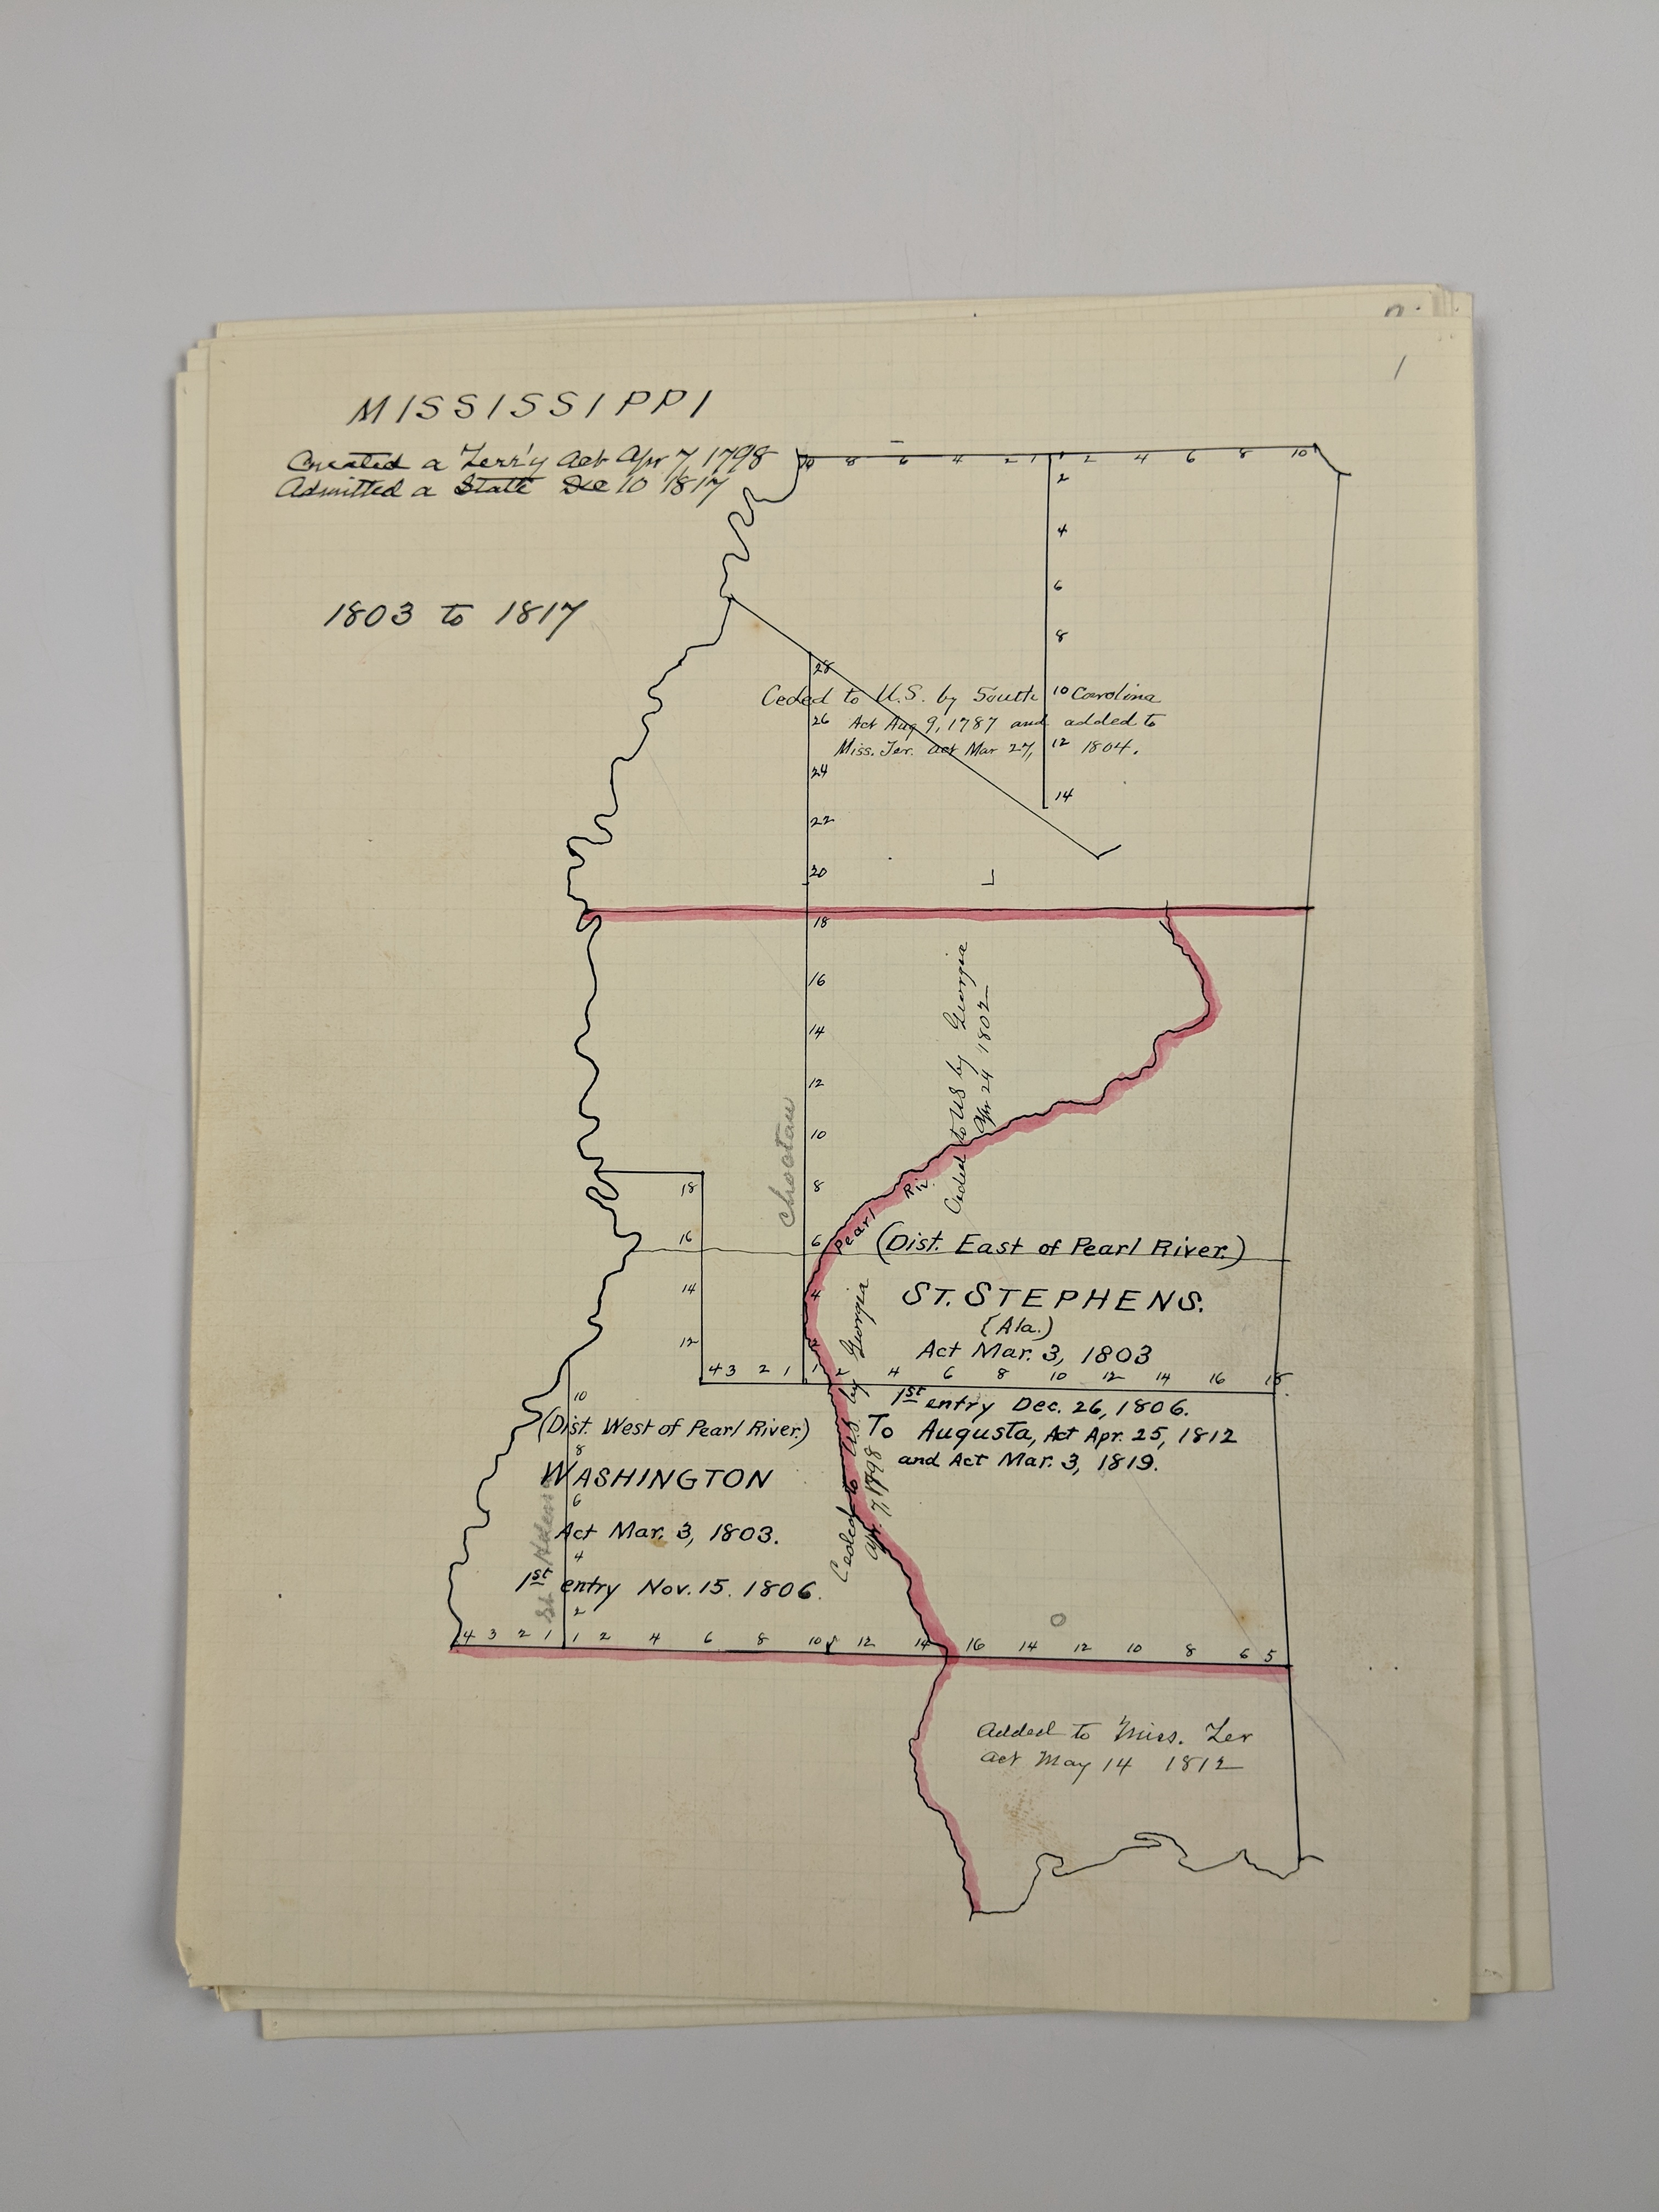 1
MISSISSIPPI
Created a Terr'y Act Apr 7, 1798
Admitted a State Dec 10 1817
1803 to 1817
10 8 6 4 2 1 1 2 4 6 8 10
2
4
6
8
10
12
14
Ceded to U.S. by South Carolina
Act Aug 9, 1787 and added to
Miss. Ter. act Mar 27, 1804.
28
26
24
22
20
18
16
14
12
10
8
6
4
2
Choctaw
Ceded to US by Georgia
Apr 24 1802
Pearl Riv.
18
16
14
12
(Dist. East of Pearl River.)
ST. STEPHENS.
(Ala.)
Act Mar. 3, 1803
4 3 2 1 1 2 4 6 8 10 12 14 16 18
1st entry Dec. 26, 1806.
To Augusta, Act Apr. 25, 1812
and Act Mar. 3, 1819.
Ceded to U.S. by Georgia
Apr. 7, 1798
10
8
6
4
2
(Dist. West of Pearl River.)
WASHINGTON
Act Mar. 3, 1803.
1st entry Nov. 15. 1806.
St. Helena
4 3 2 1 1 2 4 6 8 10 12 14 16 14 12 10 8 6 5
Added to Miss. Ter
act May 14 1812